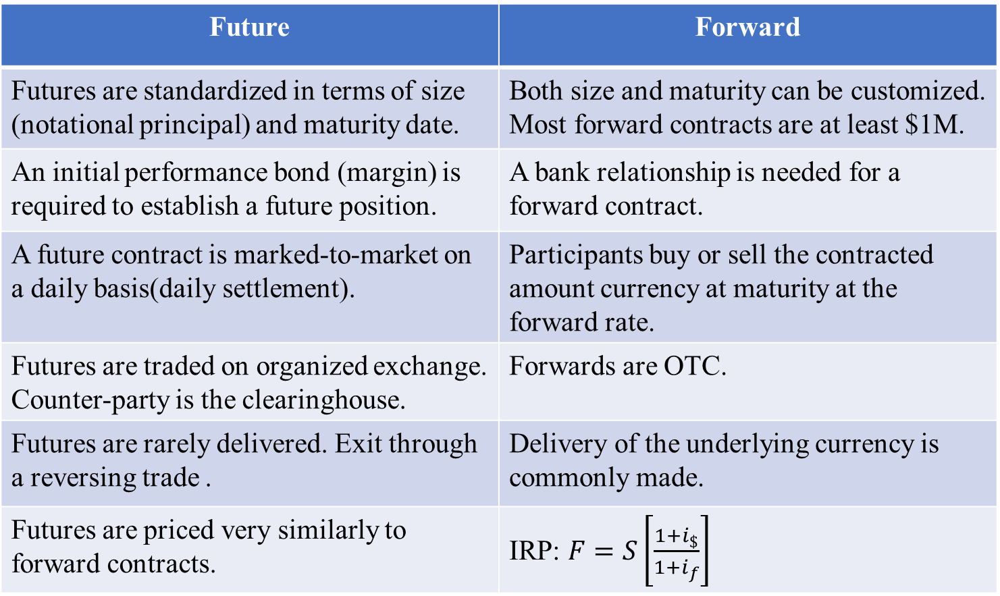 Future
Forward
Futures are standardized in terms of size
(notational principal) and maturity date.
Both size and maturity can be customized.
Most forward contracts are at least $1M.
An initial performance bond (margin) is
required to establish a future position.
A bank relationship is needed for a
forward contract.
A future contract is marked-to-market on
a daily basis(daily settlement).
Participants buy or sell the contracted
amount currency at maturity at the
forward rate.
Futures are traded on organized exchange.
Counter-party is the clearinghouse.
Forwards are OTC.
Futures are rarely delivered. Exit through
a reversing trade .
Delivery of the underlying currency is
commonly made.
Futures are priced very similarly to
forward contracts.
IRP: F = S [(1+i_$)/(1+i_f)]